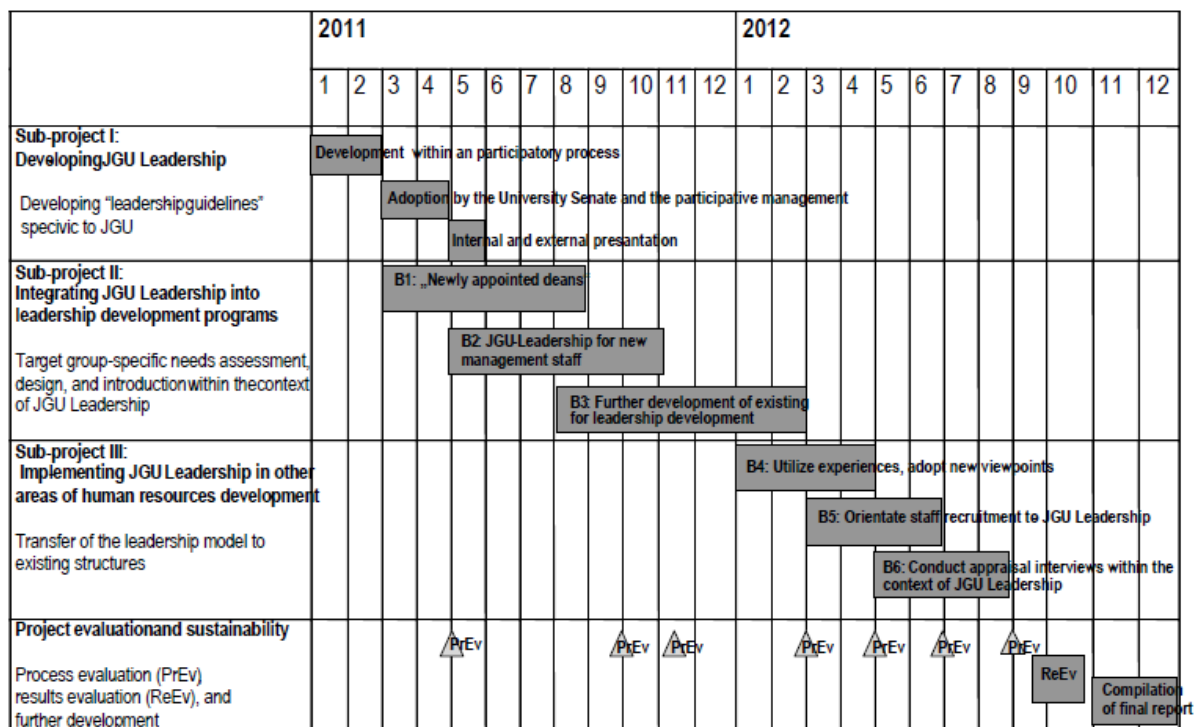 2011 2012
1 2 3 4 5 6 7 8 9 10 11 12 1 2 3 4 5 6 7 8 9 10 11 12
Sub-project I:
DevelopingJGU Leadership
Developing “leadershipguidelines”
specivic to JGU
Development within an participatory process
Adoption by the University Senate and the participative management
Internal and external presantation
Sub-project II:
Integrating JGU Leadership into
leadership development programs
Target group-specific needs assessment,
design, and introduction within thecontext
of JGU Leadership
B1: „Newly appointed deans“
B2: JGU-Leadership for new
management staff
B3: Further development of existing
for leadership development
Sub-project III:
Implementing JGU Leadership in other
areas of human resources development
Transfer of the leadership model to
existing structures
B4: Utilize experiences, adopt new viewpoints
B5: Orientate staff recruitment to JGU Leadership
B6: Conduct appraisal interviews within the
context of JGU Leadership
Project evaluationand sustainability
Process evaluation (PrEv)
results evaluation (ReEv), and
further development
PrEv PrEv PrEv PrEv PrEv PrEv PrEv
ReEv
Compilation
of final report